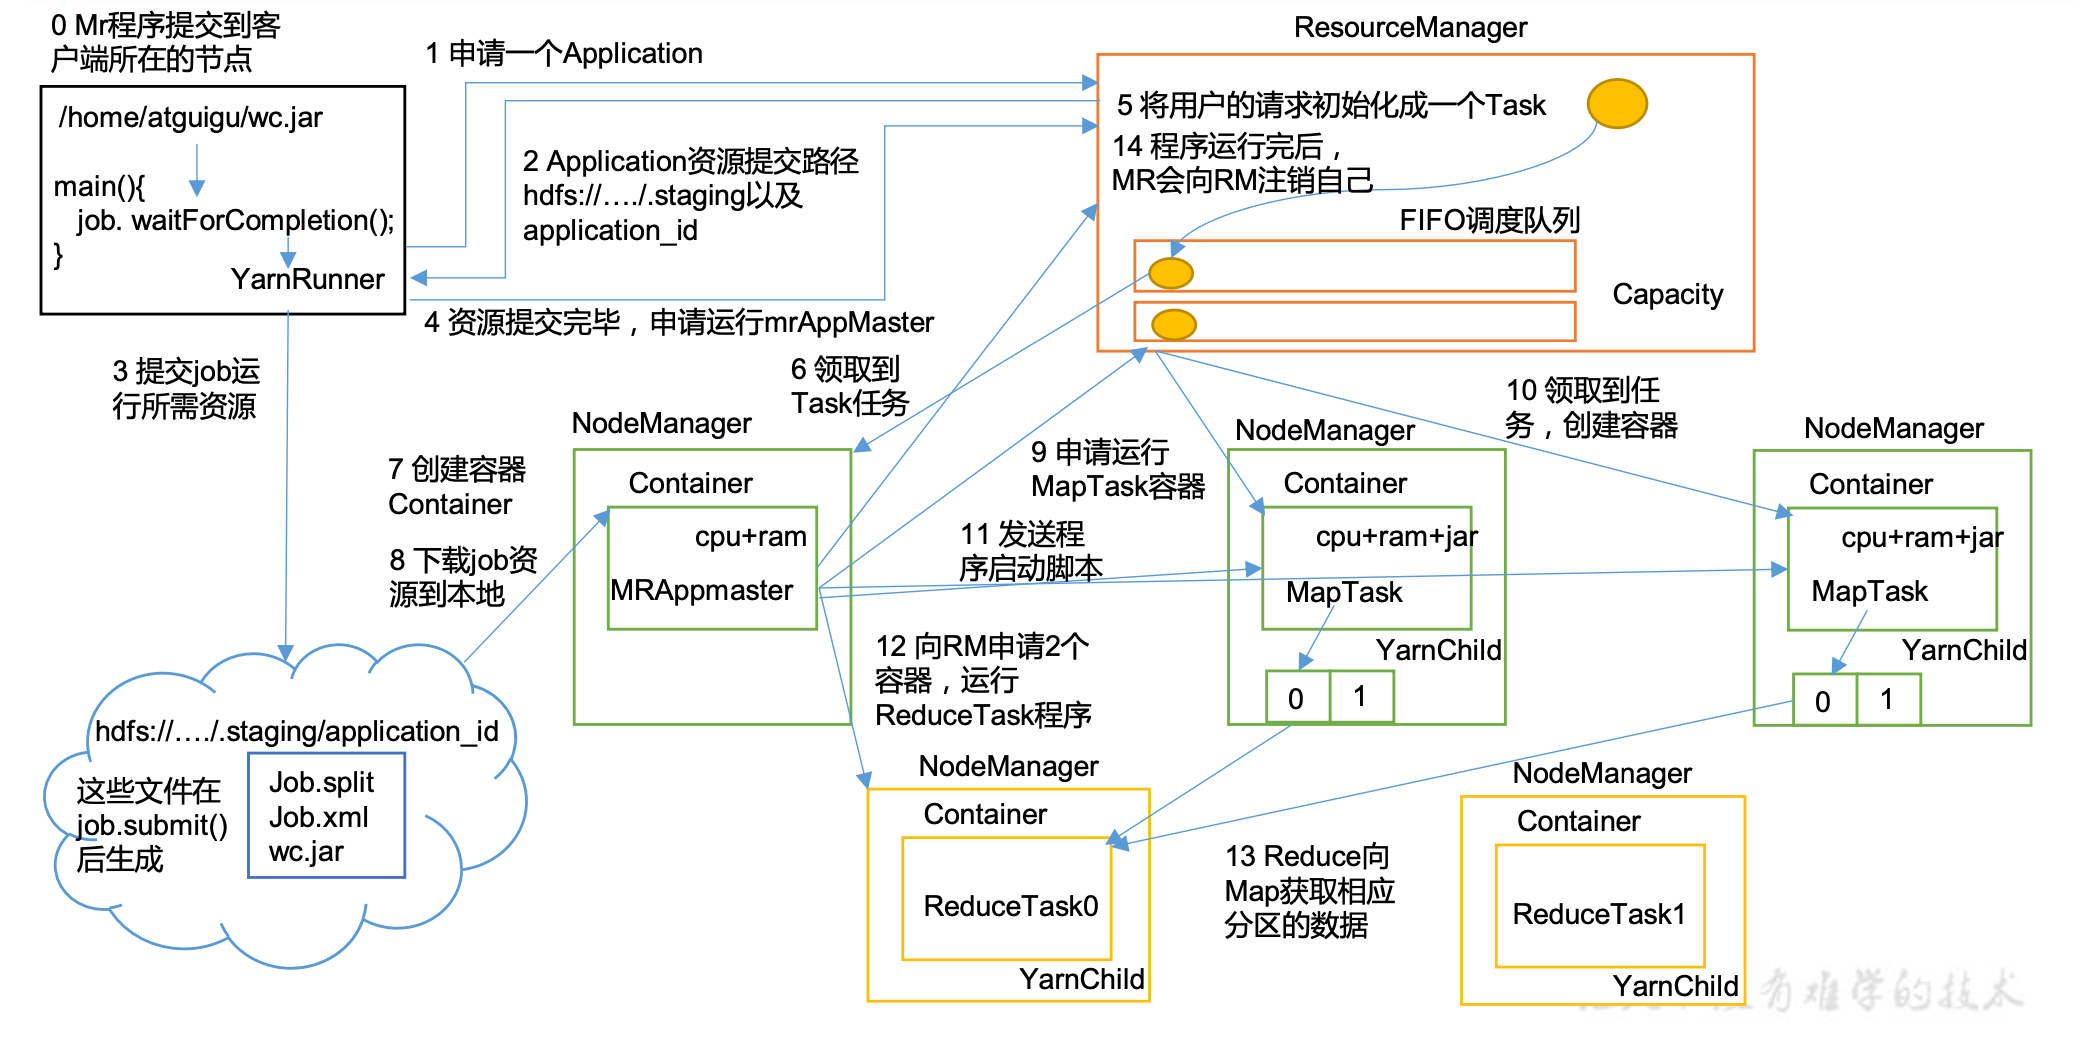 0 Mr程序提交到客
户端所在的节点
/home/atguigu/wc.jar
main(){
job. waitForCompletion();
}
YarnRunner
1 申请一个Application
2 Application资源提交路径
hdfs://…./.staging以及
application_id
4 资源提交完毕，申请运行mrAppMaster
3 提交job运
行所需资源
ResourceManager
5 将用户的请求初始化成一个Task
14 程序运行完后，
MR会向RM注销自己
FIFO调度队列
Capacity
6 领取到
Task任务
7 创建容器
Container
8 下载job资
源到本地
NodeManager
Container
cpu+ram
MRAppmaster
9 申请运行
MapTask容器
11 发送程
序启动脚本
10 领取到任
务，创建容器
NodeManager
Container
cpu+ram+jar
MapTask
YarnChild
0
1
NodeManager
Container
cpu+ram+jar
MapTask
YarnChild
0
1
12 向RM申请2个
容器，运行
ReduceTask程序
hdfs://…./.staging/application_id
这些文件在
job.submit()
后生成
Job.split
Job.xml
wc.jar
NodeManager
Container
ReduceTask0
YarnChild
13 Reduce向
Map获取相应
分区的数据
NodeManager
Container
ReduceTask1
YarnChild
有难学的技术